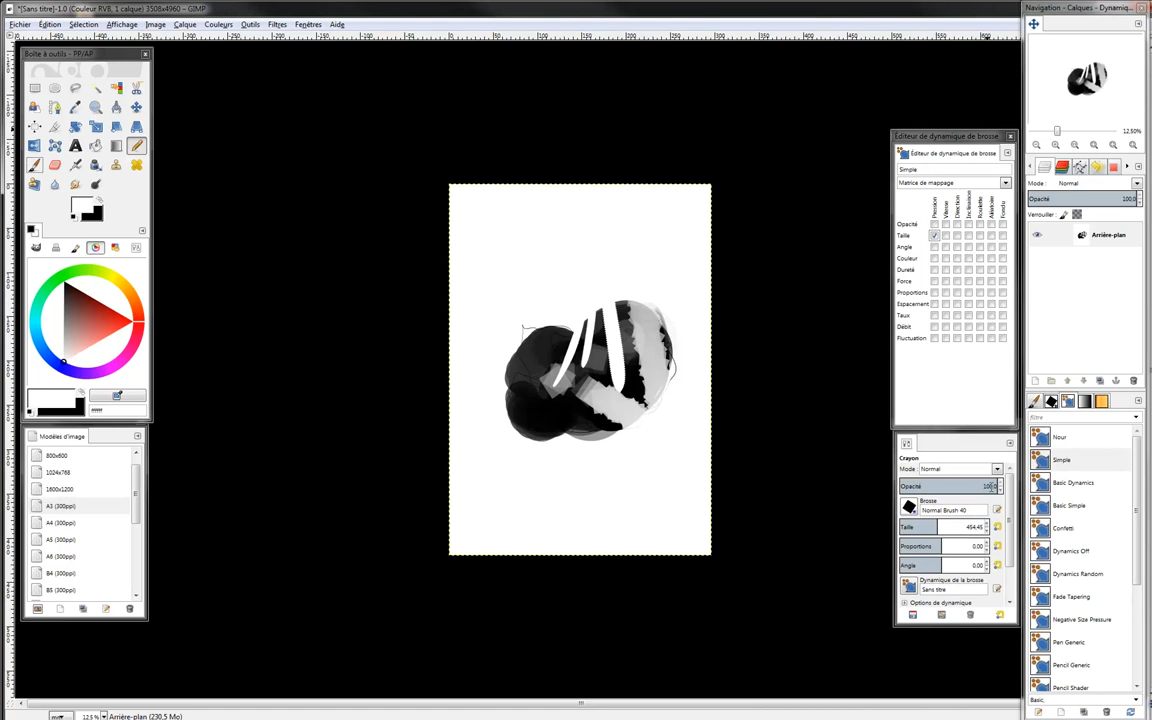 *[Sans titre]-1.0 (Couleur RVB, 1 calque) 3508x4960 – GIMP
Fichier Édition Sélection Affichage Image Calque Couleurs Outils Filtres Fenêtres Aide
Boîte à outils - PP/AP
Modèles d'image
800x600
1024x768
1600x1200
A3 (300ppi)
A4 (300ppi)
A5 (300ppi)
A6 (300ppi)
B4 (300ppi)
B5 (300ppi)
12.5 %
Arrière-plan (230,5 Mo)
Éditeur de dynamique de brosse
Éditeur de dynamique de brosse
Simple
Matrice de mappage
Pression Vitesse Direction Inclinaison Roulette Aléatoire Fondu
Opacité
Taille
Angle
Couleur
Dureté
Force
Proportions
Espacement
Taux
Débit
Fluctuation
Crayon
Mode : Normal
Opacité
Brosse
Normal Brush 40
Taille 454,45
Proportions 0.00
Angle 0.00
Dynamique de la brosse
Sans titre
Options de dynamique
Navigation - Calques - Dynamiq...
12,50%
Mode : Normal
Opacité 100.0
Verrouiller :
Arrière-plan
filtre
Nour
Simple
Basic Dynamics
Basic Simple
Confetti
Dynamics Off
Dynamics Random
Fade Tapering
Negative Size Pressure
Pen Generic
Pencil Generic
Pencil Shader
Basic,